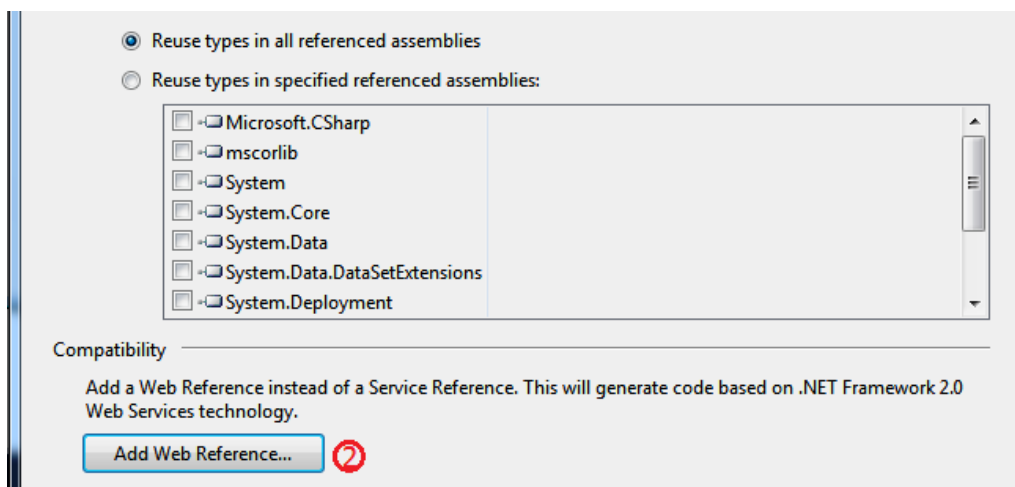 Reuse types in all referenced assemblies
Reuse types in specified referenced assemblies:
Microsoft.CSharp
mscorlib
System
System.Core
System.Data
System.Data.DataSetExtensions
System.Deployment
Compatibility
Add a Web Reference instead of a Service Reference. This will generate code based on .NET Framework 2.0
Web Services technology.
Add Web Reference... ②